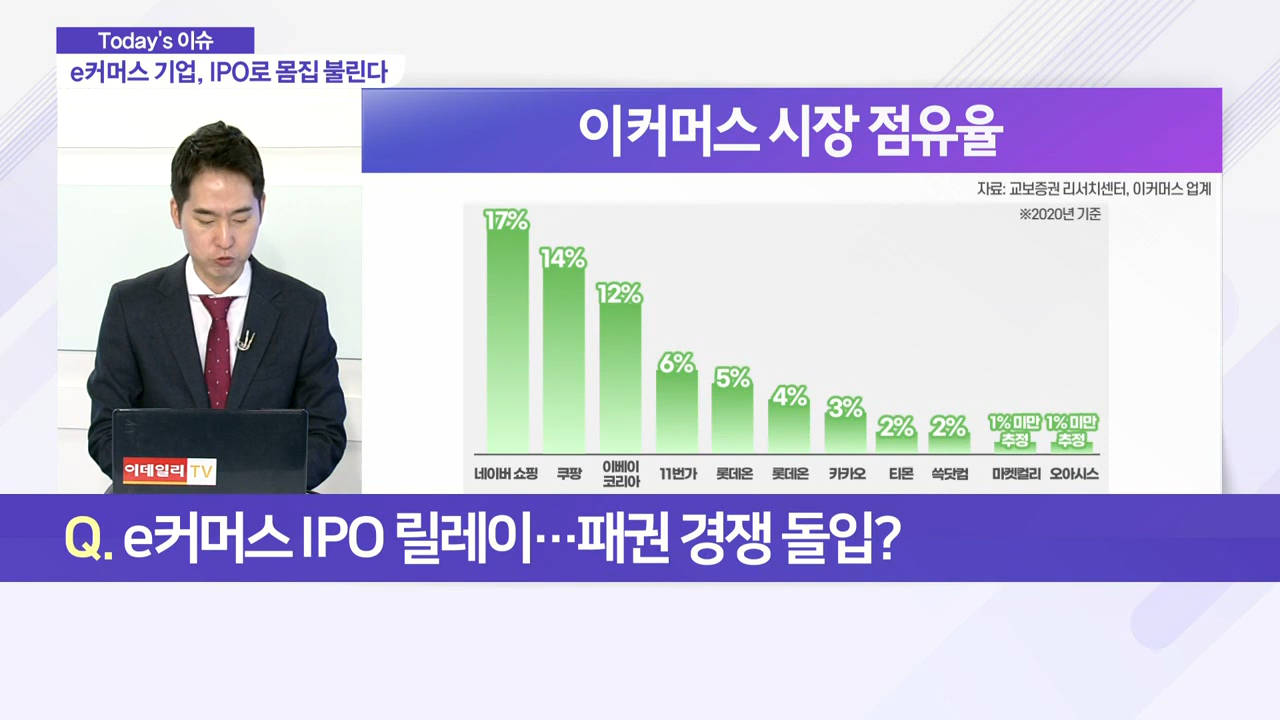 Today's 이슈
e커머스 기업, IPO로 몸집 불린다
이커머스 시장 점유율
자료: 교보증권 리서치센터, 이커머스 업계
※2020년 기준
17%
14%
12%
6%
5%
4%
3%
2%
2%
1% 미만
추정
1% 미만
추정
네이버 쇼핑
쿠팡
이베이
코리아
11번가
롯데온
롯데온
카카오
티몬
쓱닷컴
마켓컬리
오아시스
이데일리 TV
Q. e커머스 IPO 릴레이…패권 경쟁 돌입?